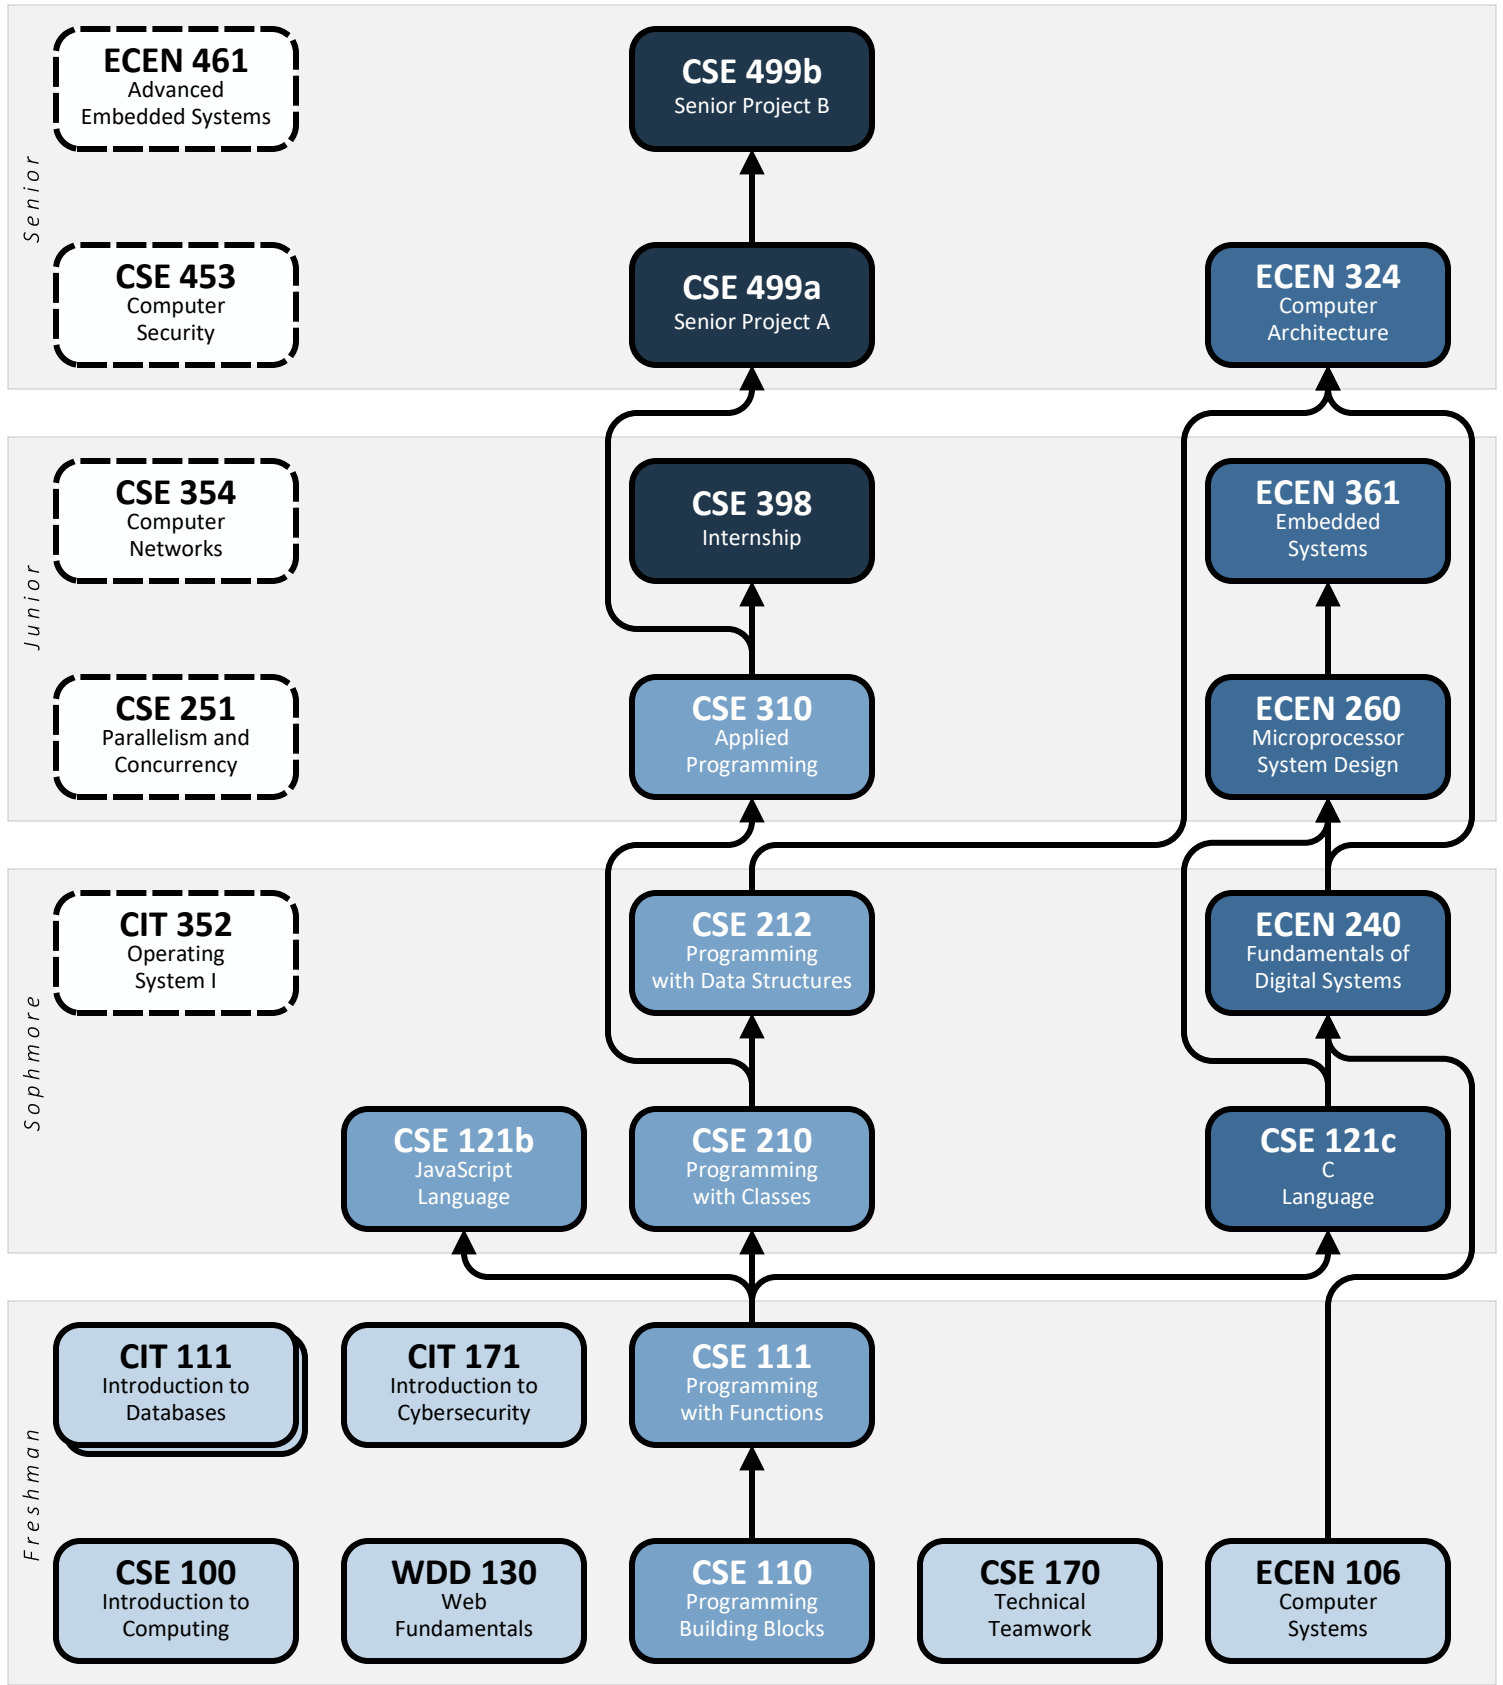 Senior
ECEN 461
Advanced
Embedded Systems
CSE 499b
Senior Project B
CSE 453
Computer
Security
CSE 499a
Senior Project A
ECEN 324
Computer
Architecture
Junior
CSE 354
Computer
Networks
CSE 398
Internship
ECEN 361
Embedded
Systems
CSE 251
Parallelism and
Concurrency
CSE 310
Applied
Programming
ECEN 260
Microprocessor
System Design
Sophmore
CIT 352
Operating
System I
CSE 212
Programming
with Data Structures
ECEN 240
Fundamentals of
Digital Systems
CSE 121b
JavaScript
Language
CSE 210
Programming
with Classes
CSE 121c
C
Language
Freshman
CIT 111
Introduction to
Databases
CIT 171
Introduction to
Cybersecurity
CSE 111
Programming
with Functions
CSE 100
Introduction to
Computing
WDD 130
Web
Fundamentals
CSE 110
Programming
Building Blocks
CSE 170
Technical
Teamwork
ECEN 106
Computer
Systems